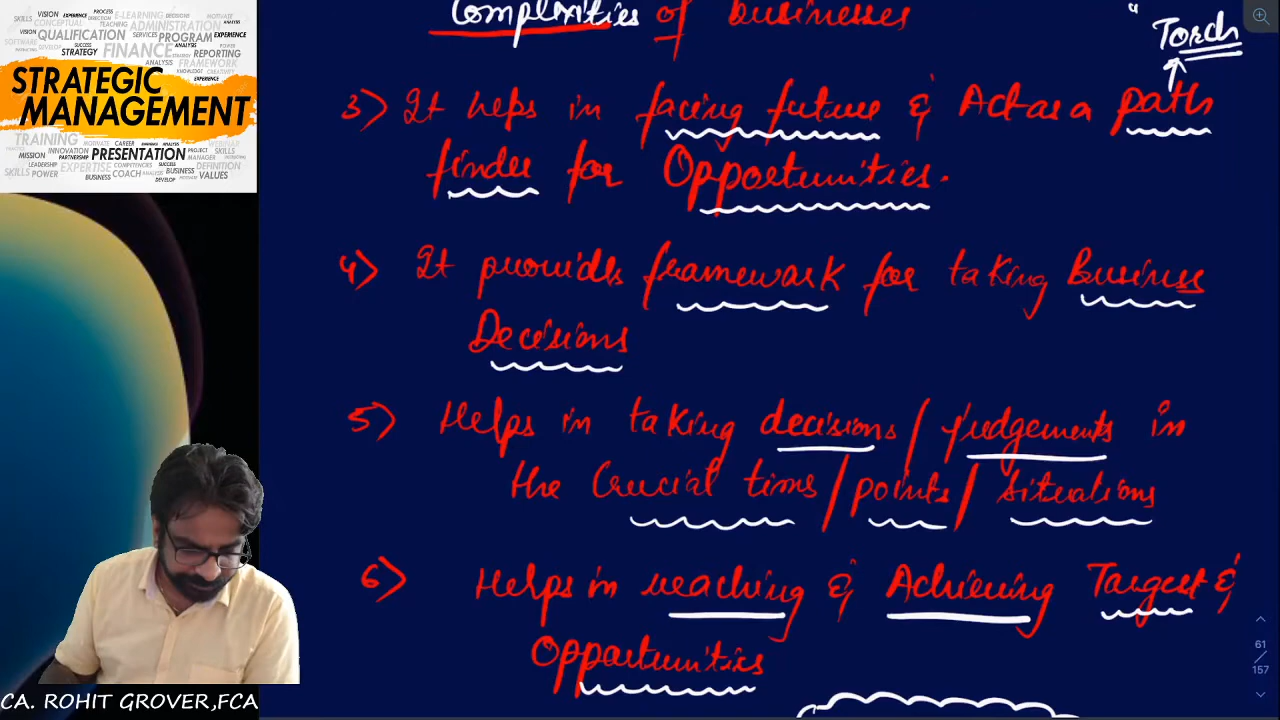 Complexities of businesses
"Torch
3) It helps in facing future & Act as a path
finder for Opportunities.
4) It provides framework for taking Business
Decisions
5) Helps in taking decisions / judgements in
the Crucial times / points / situations
6) Helps in reaching & Achieving Target &
Opportunities
STRATEGIC
MANAGEMENT
QUALIFICATION
ADMINISTRATION
PROGRAM
EXPERIENCE
STRATEGY
FINANCE
REPORTING
TRAINING
MISSION
PRESENTATION
EXPERTISE
SKILLS
POWER
BUSINESS
COACH
VALUES
CA. ROHIT GROVER,FCA
61
/
157